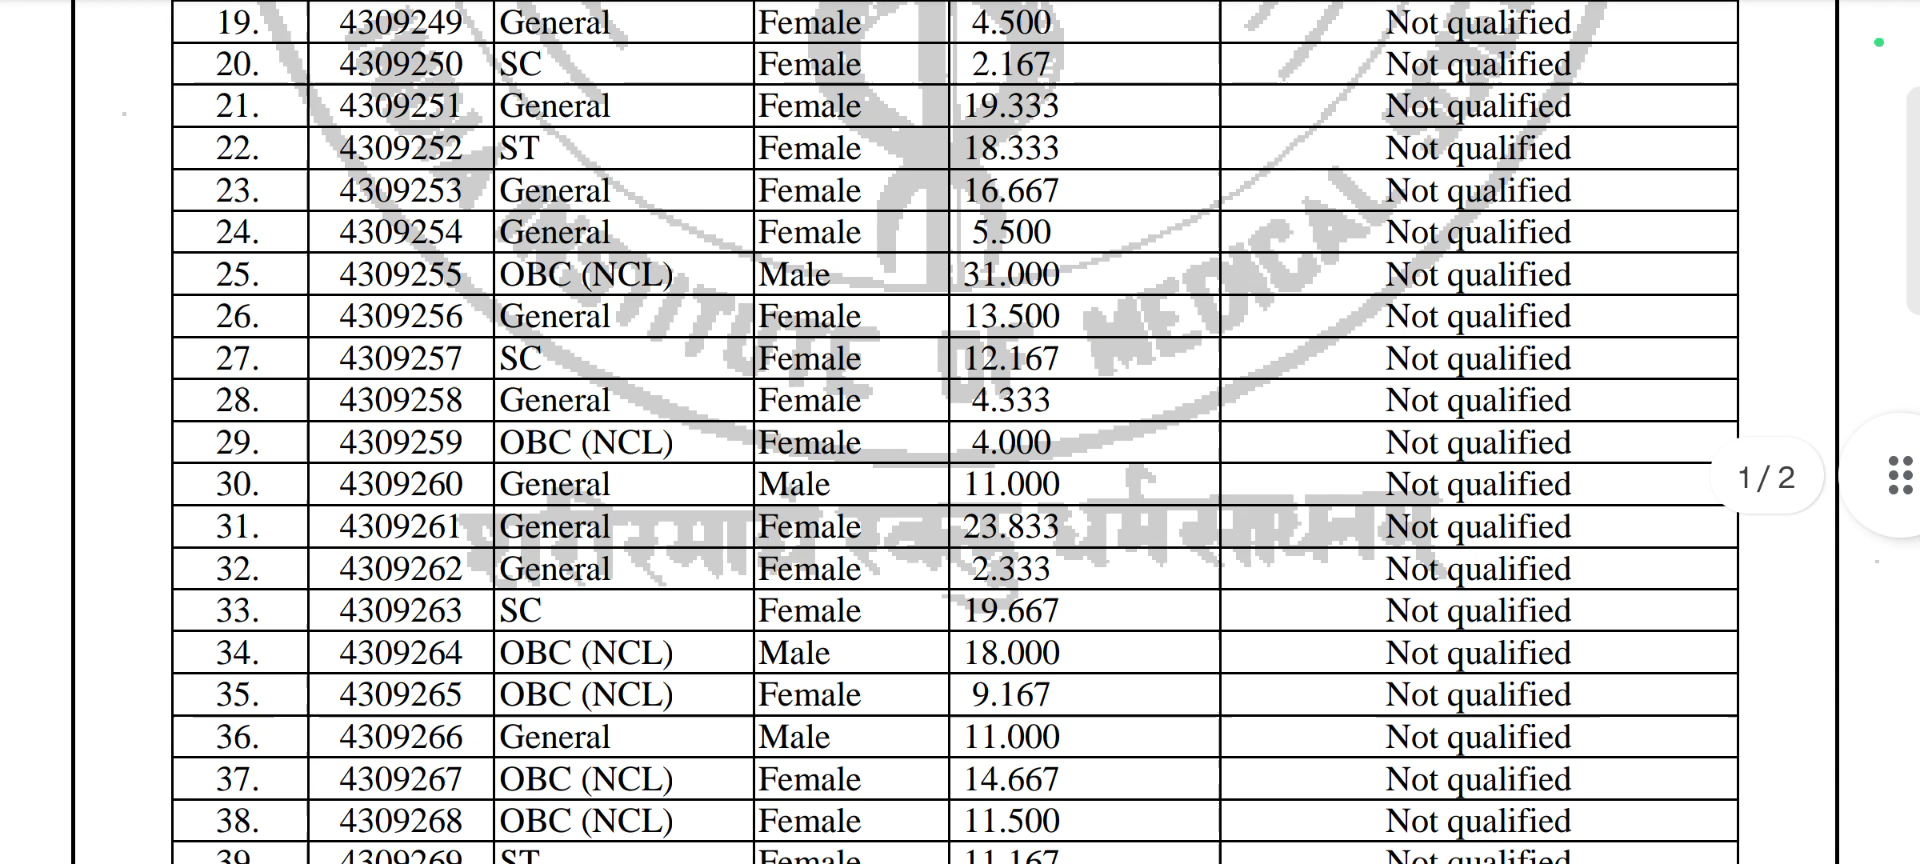 19. 4309249 General Female 4.500 Not qualified
20. 4309250 SC Female 2.167 Not qualified
21. 4309251 General Female 19.333 Not qualified
22. 4309252 ST Female 18.333 Not qualified
23. 4309253 General Female 16.667 Not qualified
24. 4309254 General Female 5.500 Not qualified
25. 4309255 OBC (NCL) Male 31.000 Not qualified
26. 4309256 General Female 13.500 Not qualified
27. 4309257 SC Female 12.167 Not qualified
28. 4309258 General Female 4.333 Not qualified
29. 4309259 OBC (NCL) Female 4.000 Not qualified
30. 4309260 General Male 11.000 Not qualified
31. 4309261 General Female 23.833 Not qualified
32. 4309262 General Female 2.333 Not qualified
33. 4309263 SC Female 19.667 Not qualified
34. 4309264 OBC (NCL) Male 18.000 Not qualified
35. 4309265 OBC (NCL) Female 9.167 Not qualified
36. 4309266 General Male 11.000 Not qualified
37. 4309267 OBC (NCL) Female 14.667 Not qualified
38. 4309268 OBC (NCL) Female 11.500 Not qualified
39. 4309269 ST Female 11.167 Not qualified
1 / 2
INSTITUTE OF MEDICAL